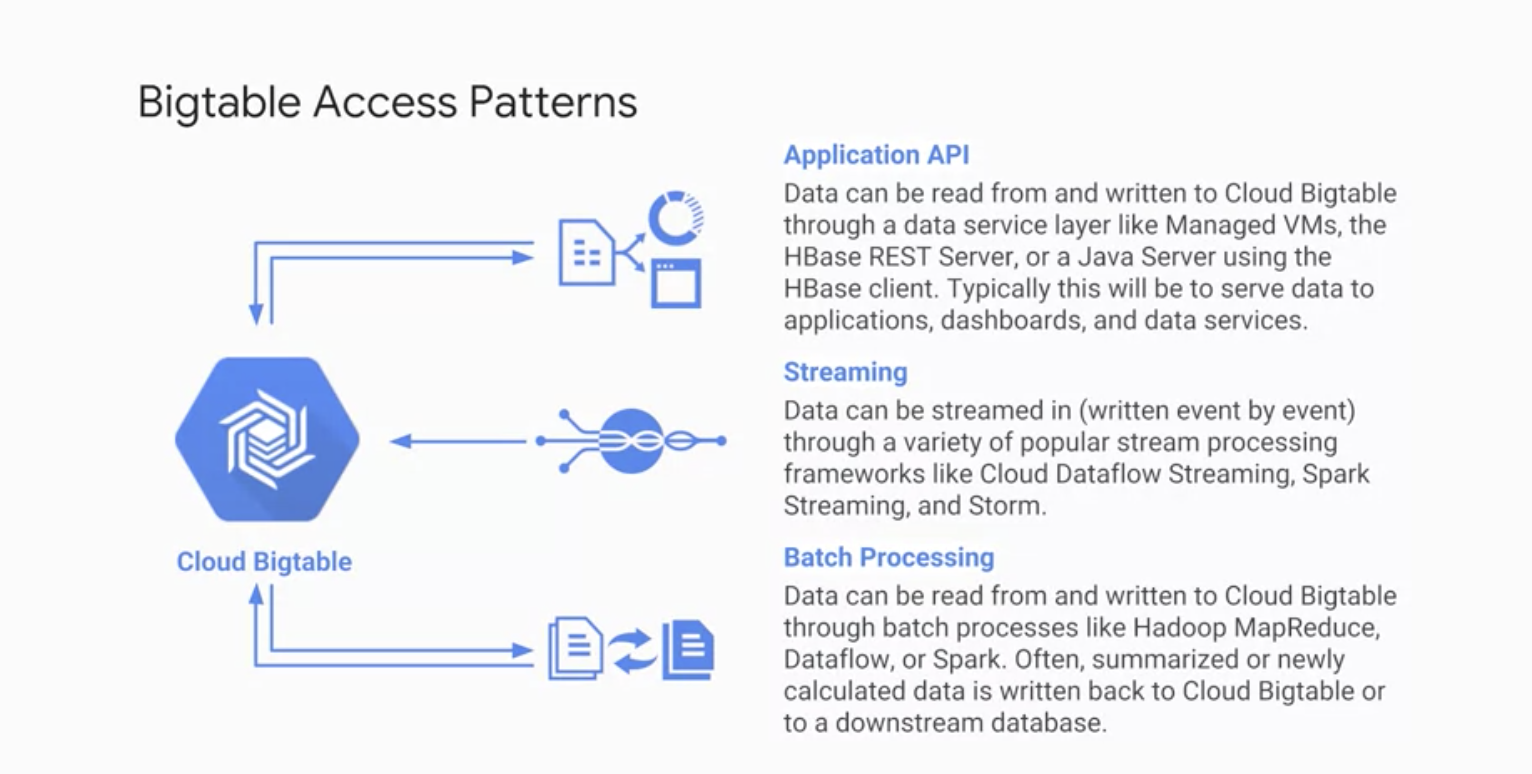 Bigtable Access Patterns
Application API
Data can be read from and written to Cloud Bigtable
through a data service layer like Managed VMs, the
HBase REST Server, or a Java Server using the
HBase client. Typically this will be to serve data to
applications, dashboards, and data services.
Streaming
Data can be streamed in (written event by event)
through a variety of popular stream processing
frameworks like Cloud Dataflow Streaming, Spark
Streaming, and Storm.
Cloud Bigtable
Batch Processing
Data can be read from and written to Cloud Bigtable
through batch processes like Hadoop MapReduce,
Dataflow, or Spark. Often, summarized or newly
calculated data is written back to Cloud Bigtable or
to a downstream database.